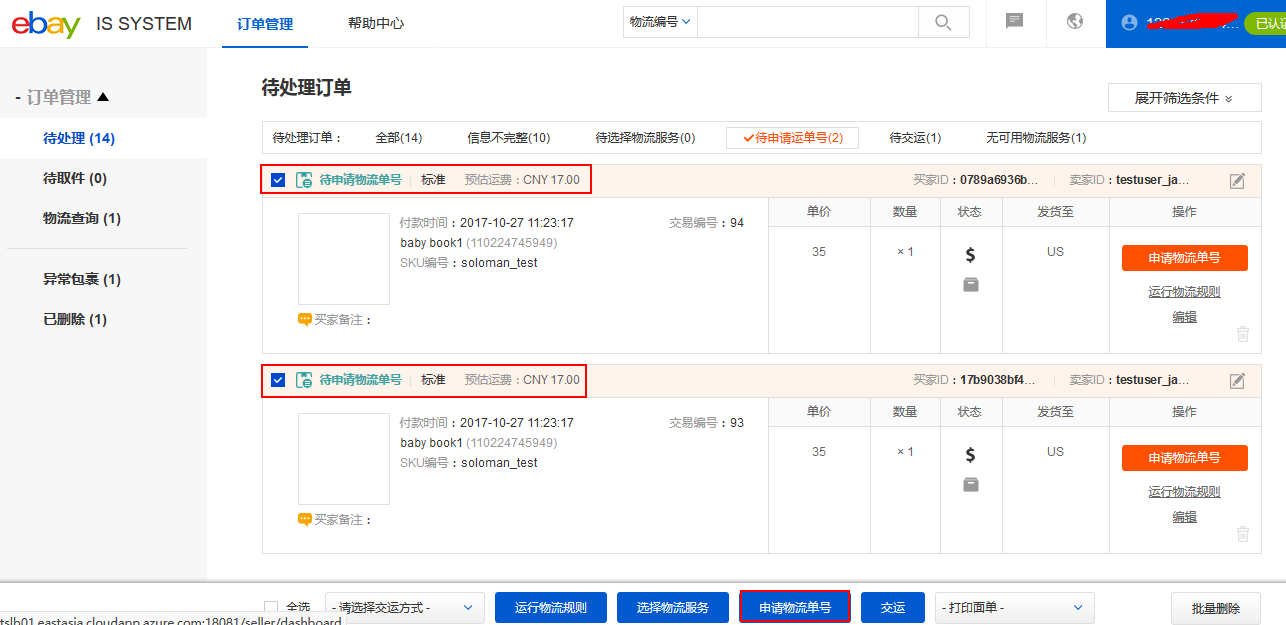 ebay IS SYSTEM 订单管理 帮助中心 物流编号 已认证
- 订单管理
待处理 (14)
待取件 (0)
物流查询 (1)
异常包裹 (1)
已删除 (1)
待处理订单
展开筛选条件
待处理订单： 全部(14) 信息不完整(10) 待选择物流服务(0) 待申请运单号(2) 待交运(1) 无可用物流服务(1)
待申请物流单号 标准 预估运费：CNY 17.00 买家ID：0789a6936b... 卖家ID：testuser_ja...
付款时间：2017-10-27 11:23:17 交易编号：94
baby book1 (110224745949)
SKU编号：soloman_test
买家备注：
单价 数量 状态 发货至 操作
35 × 1 $ US
申请物流单号
运行物流规则
编辑
待申请物流单号 标准 预估运费：CNY 17.00 买家ID：17b9038bf4... 卖家ID：testuser_ja...
付款时间：2017-10-27 11:23:17 交易编号：93
baby book1 (110224745949)
SKU编号：soloman_test
买家备注：
单价 数量 状态 发货至 操作
35 × 1 $ US
申请物流单号
运行物流规则
编辑
全选 - 请选择交运方式 - 运行物流规则 选择物流服务 申请物流单号 交运 - 打印面单 - 批量删除
tslb01.eastasia.cloudapp.azure.com:18081/seller/dashboard